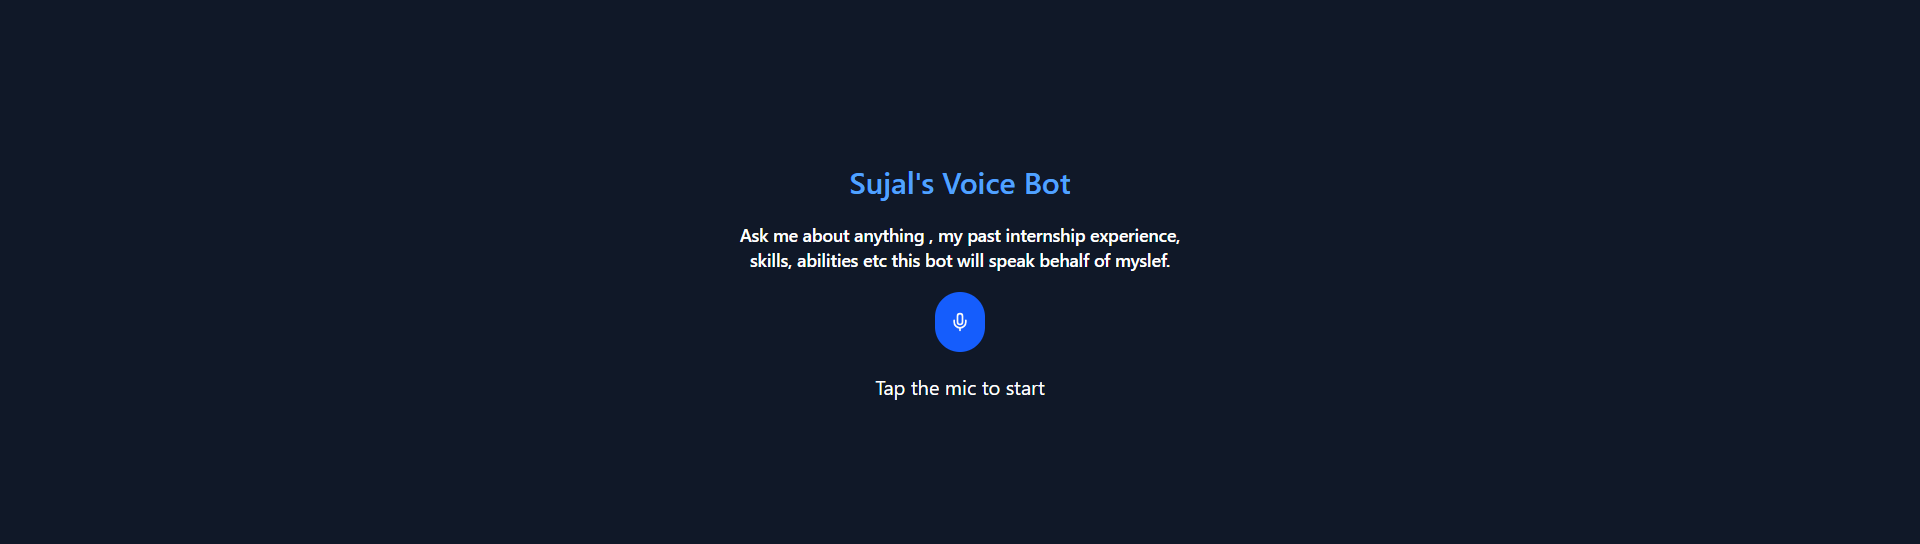 Sujal's Voice Bot
Ask me about anything , my past internship experience,
skills, abilities etc this bot will speak behalf of myslef.
Tap the mic to start